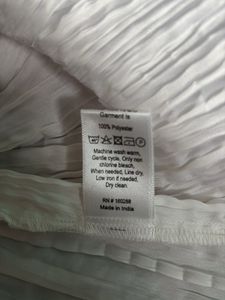 Garment is
100% Polyester
Machine wash warm,
Gentle cycle, Only non
chlorine bleach,
When needed, Line dry,
Low iron if needed,
Dry clean.
RN # 160268
Made in India